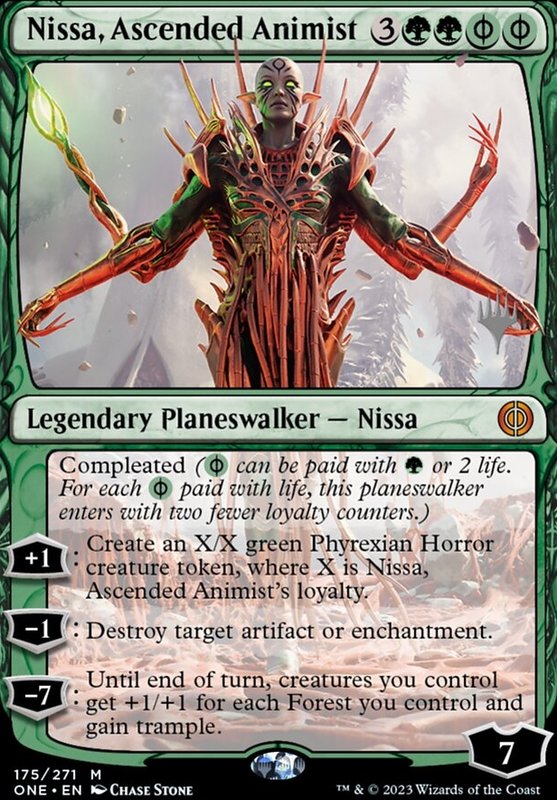 Nissa, Ascended Animist 3
Legendary Planeswalker — Nissa
Compleated ( can be paid with or 2 life.
For each paid with life, this planeswalker
enters with two fewer loyalty counters.)
+1 : Create an X/X green Phyrexian Horror
creature token, where X is Nissa,
Ascended Animist's loyalty.
-1 : Destroy target artifact or enchantment.
-7 : Until end of turn, creatures you control
get +1/+1 for each Forest you control and
gain trample.
7
175/271 M
ONE • EN Chase Stone
™ & © 2023 Wizards of the Coast